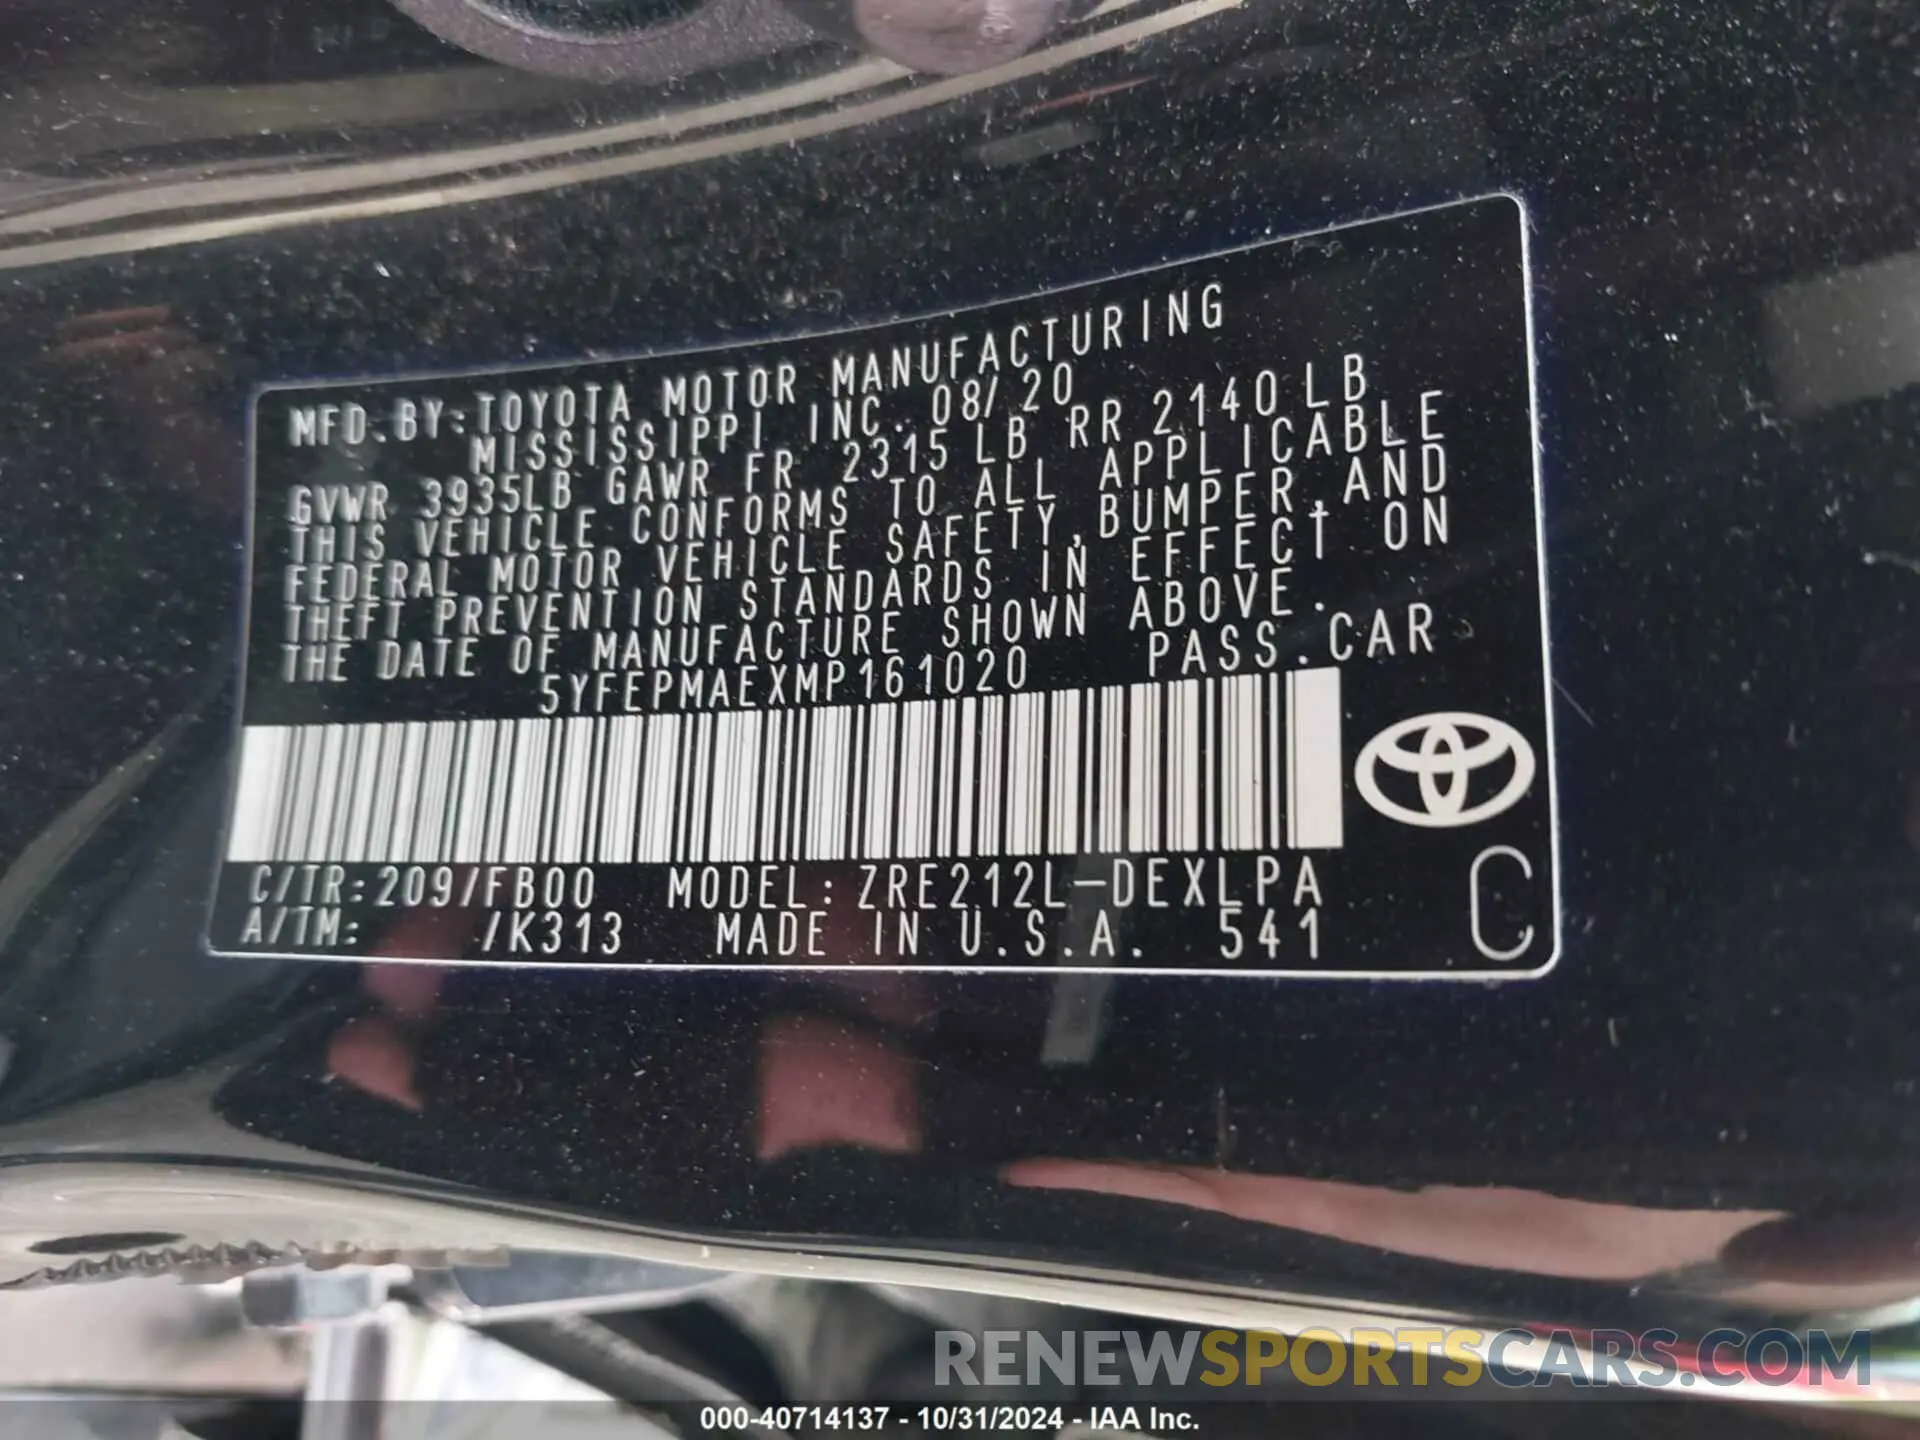 MFD.BY:TOYOTA MOTOR MANUFACTURING
MISSISSIPPI INC. 08/20
GVWR 3935LB GAWR FR 2315 LB RR 2140 LB
THIS VEHICLE CONFORMS TO ALL APPLICABLE
FEDERAL MOTOR VEHICLE SAFETY,BUMPER,AND
THEFT PREVENTION STANDARDS IN EFFECT ON
THE DATE OF MANUFACTURE SHOWN ABOVE.
5YFEPMAEXMP161020 PASS.CAR
C/TR:209/FB00 MODEL:ZRE212L-DEXLPA
A/TM: /K313 MADE IN U.S.A. 541
C
RENEWSPORTSCARS.COM
000-40714137 - 10/31/2024 - IAA Inc.